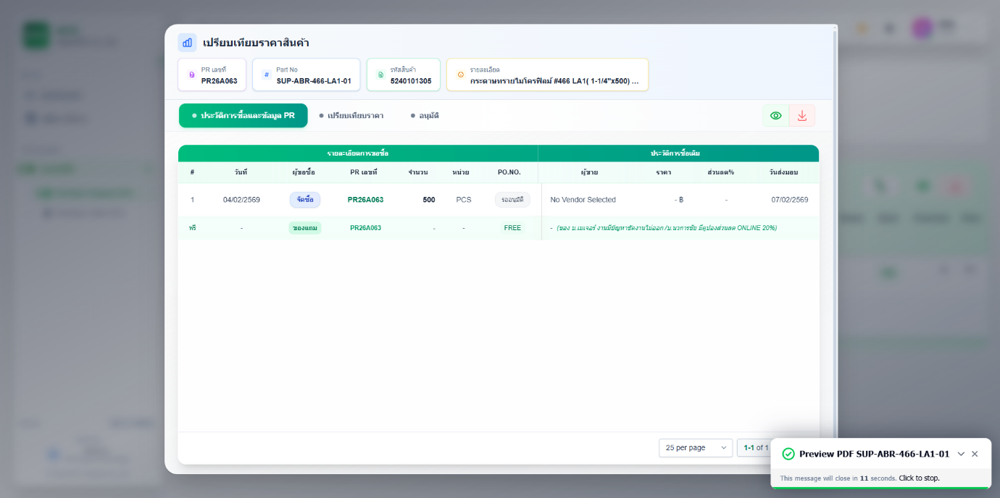 เปรียบเทียบราคาสินค้า
PR เลขที่
PR26A063
Part No
SUP-ABR-466-LA1-01
รหัสสินค้า
5240101305
รายละเอียด
กระดาษทรายไมโครฟิล์ม #466 LA1( 1-1/4"x500) ...
ประวัติการซื้อและข้อมูล PR
เปรียบเทียบราคา
อนุมัติ
รายละเอียดการขอซื้อ ประวัติการซื้อเดิม
# วันที่ ผู้ขอซื้อ PR เลขที่ จำนวน หน่วย PO.NO. ผู้ขาย ราคา ส่วนลด% วันส่งมอบ
1 04/02/2569 จัดซื้อ PR26A063 500 PCS รออนุมัติ No Vendor Selected - ฿ - 07/02/2569
ฟรี - ของแถม PR26A063 - - FREE - (ของ บ.เมเจอร์ งานมีปัญหาขัดงานไม่ออก /บ.นวการชัย มีคูปองส่วนลด ONLINE 20%)
25 per page
1-1 of 1
Preview PDF SUP-ABR-466-LA1-01
This message will close in 11 seconds. Click to stop.